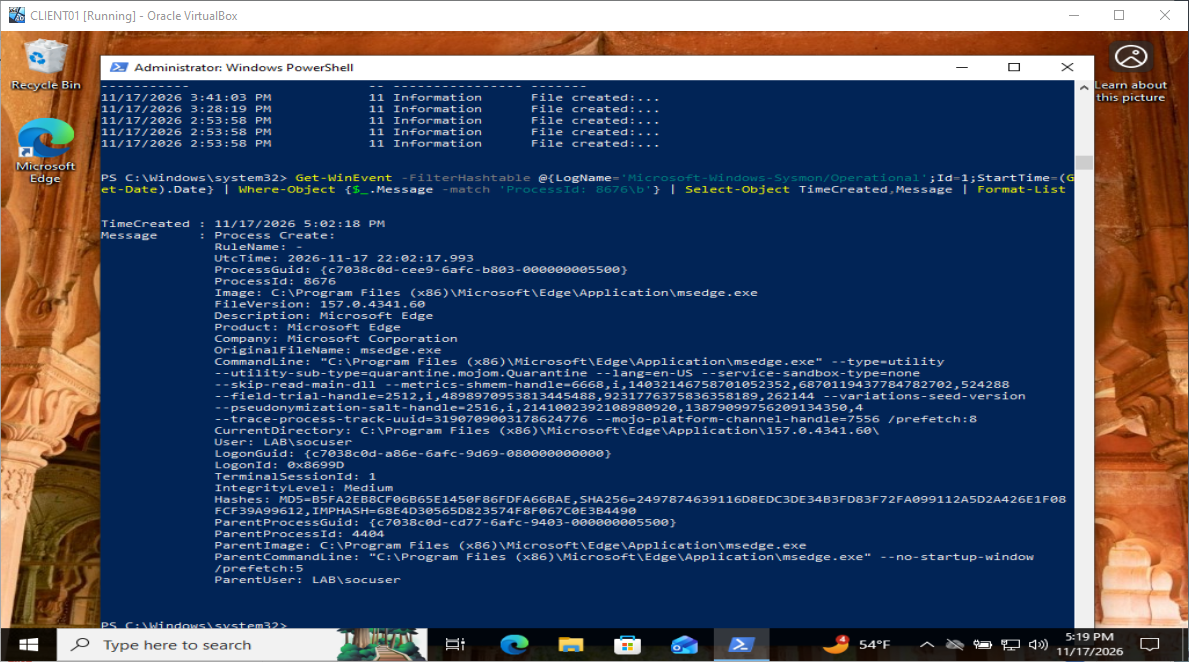 CLIENT01 [Running] - Oracle VirtualBox
Recycle Bin
Microsoft
Edge
Learn about
this picture
Administrator: Windows PowerShell
----------- -- ---------------- -------
11/17/2026 3:41:03 PM 11 Information File created:...
11/17/2026 3:28:19 PM 11 Information File created:...
11/17/2026 2:53:58 PM 11 Information File created:...
11/17/2026 2:53:58 PM 11 Information File created:...
11/17/2026 2:53:58 PM 11 Information File created:...
PS C:\Windows\system32> Get-WinEvent -FilterHashtable @{LogName='Microsoft-Windows-Sysmon/Operational';Id=1;StartTime=(G
et-Date).Date} | Where-Object {$_.Message -match 'ProcessId: 8676\b'} | Select-Object TimeCreated,Message | Format-List
TimeCreated : 11/17/2026 5:02:18 PM
Message : Process Create:
RuleName: -
UtcTime: 2026-11-17 22:02:17.993
ProcessGuid: {c7038c0d-cee9-6afc-b803-000000005500}
ProcessId: 8676
Image: C:\Program Files (x86)\Microsoft\Edge\Application\msedge.exe
FileVersion: 157.0.4341.60
Description: Microsoft Edge
Product: Microsoft Edge
Company: Microsoft Corporation
OriginalFileName: msedge.exe
CommandLine: "C:\Program Files (x86)\Microsoft\Edge\Application\msedge.exe" --type=utility
--utility-sub-type=quarantine.mojom.Quarantine --lang=en-US --service-sandbox-type=none
--skip-read-main-dll --metrics-shmem-handle=6668,i,14032146758701052352,6870119437784782702,524288
--field-trial-handle=2512,i,4898970953813445488,9231776375836358189,262144 --variations-seed-version
--pseudonymization-salt-handle=2516,i,2141002392108980920,13879099756209134350,4
--trace-process-track-uuid=3190709003178624776 --mojo-platform-channel-handle=7556 /prefetch:8
CurrentDirectory: C:\Program Files (x86)\Microsoft\Edge\Application\157.0.4341.60\
User: LAB\socuser
LogonGuid: {c7038c0d-a86e-6afc-9d69-080000000000}
LogonId: 0x8699D
TerminalSessionId: 1
IntegrityLevel: Medium
Hashes: MD5=B5FA2EB8CF06B65E1450F86FDFA66BAE,SHA256=2497874639116D8EDC3DE34B3FD83F72FA099112A5D2A426E1F08
FCF39A99612,IMPHASH=68E4D30565D823574F8F067C0E3B4490
ParentProcessGuid: {c7038c0d-cd77-6afc-9403-000000005500}
ParentProcessId: 4404
ParentImage: C:\Program Files (x86)\Microsoft\Edge\Application\msedge.exe
ParentCommandLine: "C:\Program Files (x86)\Microsoft\Edge\Application\msedge.exe" --no-startup-window
/prefetch:5
ParentUser: LAB\socuser
PS C:\Windows\system32>
Type here to search
54°F
5:19 PM
11/17/2026